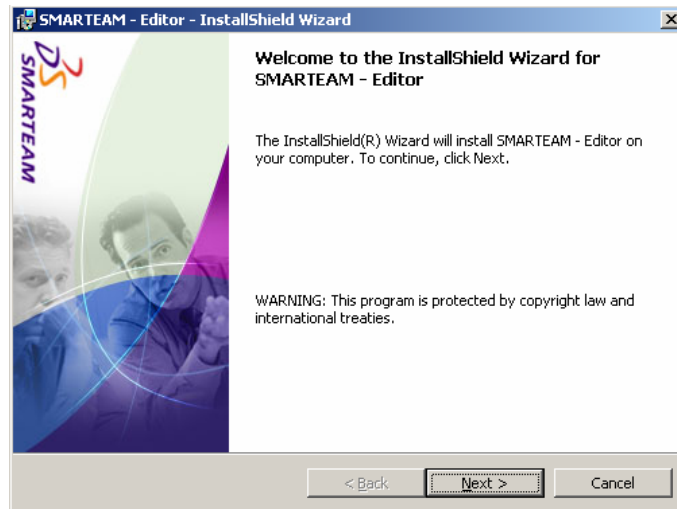 SMARTEAM - Editor - InstallShield Wizard
SMARTEAM
Welcome to the InstallShield Wizard for
SMARTEAM - Editor
The InstallShield(R) Wizard will install SMARTEAM - Editor on
your computer. To continue, click Next.
WARNING: This program is protected by copyright law and
international treaties.
< Back
Next >
Cancel